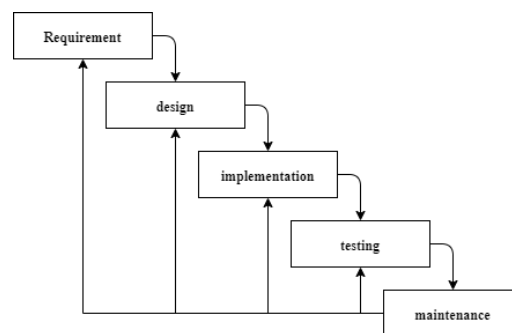 Requirement
design
implementation
testing
maintenance